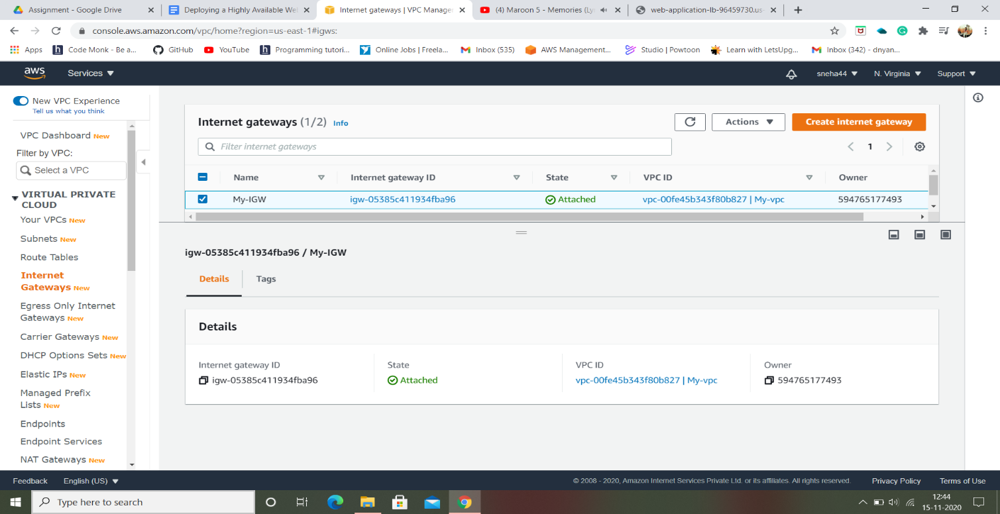 Assignment - Google Drive
Deploying a Highly Available We
Internet gateways | VPC Manage
(4) Maroon 5 - Memories (Ly
web-application-lb-96459730.us-
console.aws.amazon.com/vpc/home?region=us-east-1#igws:
Apps
Code Monk - Be a...
GitHub
YouTube
Programming tutori...
Online Jobs | Freela...
Inbox (535)
AWS Management...
Studio | Powtoon
Learn with LetsUpg...
Inbox (342) - dnyan...
aws
Services
sneha44
N. Virginia
Support
New VPC Experience
Tell us what you think
VPC Dashboard New
Filter by VPC:
Select a VPC
VIRTUAL PRIVATE
CLOUD
Your VPCs New
Subnets New
Route Tables
Internet
Gateways New
Egress Only Internet
Gateways New
Carrier Gateways New
DHCP Options Sets New
Elastic IPs New
Managed Prefix
Lists New
Endpoints
Endpoint Services
NAT Gateways New
Internet gateways (1/2) Info
Actions
Create internet gateway
Filter internet gateways
1
Name
Internet gateway ID
State
VPC ID
Owner
My-IGW
igw-05385c411934fba96
Attached
vpc-00fe45b343f80b827 | My-vpc
594765177493
igw-05385c411934fba96 / My-IGW
Details
Tags
Details
Internet gateway ID
igw-05385c411934fba96
State
Attached
VPC ID
vpc-00fe45b343f80b827 | My-vpc
Owner
594765177493
Feedback
English (US)
© 2008 - 2020, Amazon Internet Services Private Ltd. or its affiliates. All rights reserved.
Privacy Policy
Terms of Use
Type here to search
12:44
15-11-2020